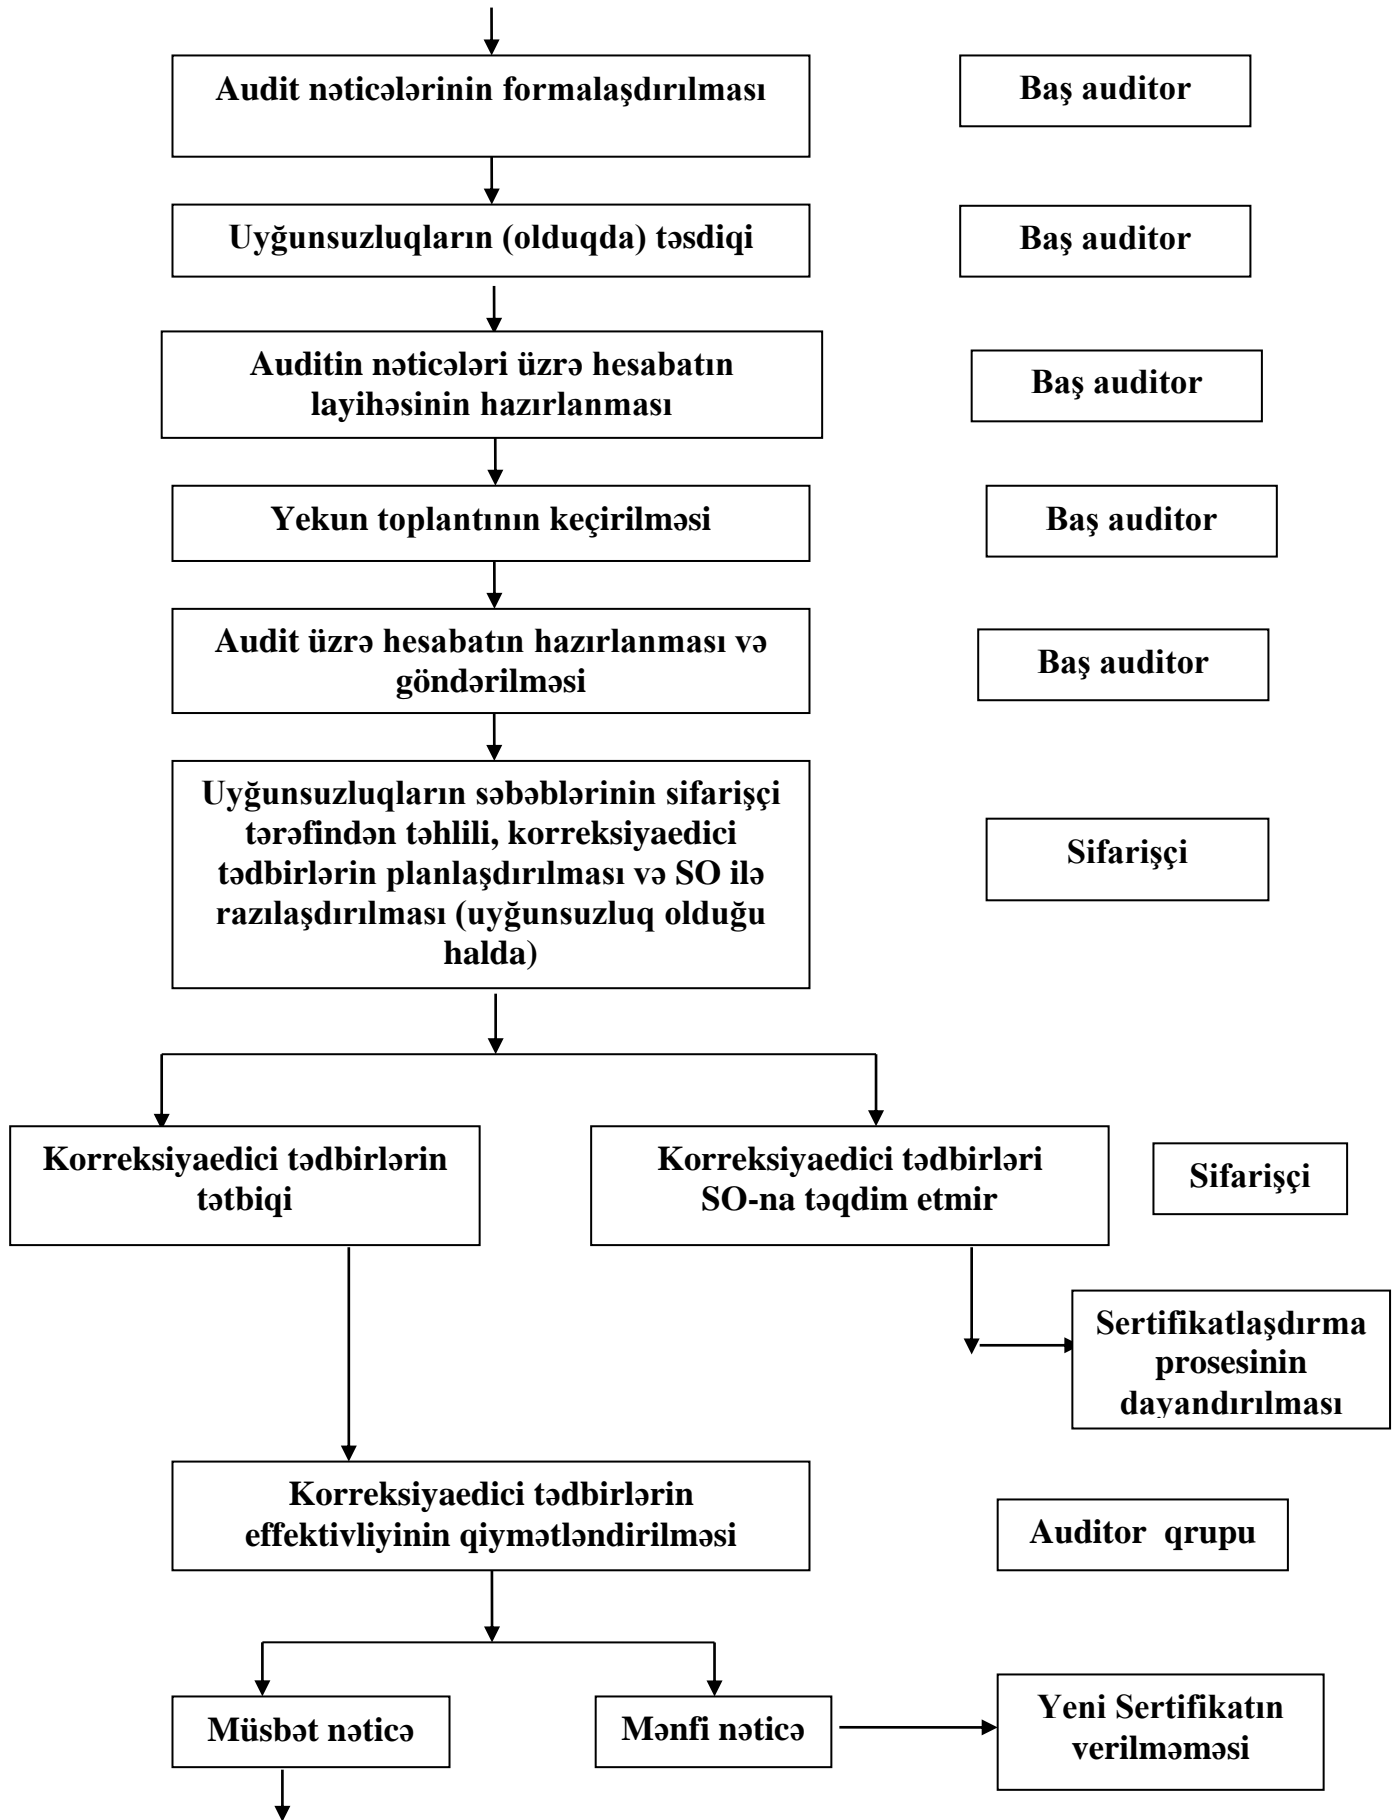 Audit nəticələrinin formalaşdırılması
Baş auditor
Uyğunsuzluqların (olduqda) təsdiqi
Baş auditor
Auditin nəticələri üzrə hesabatın
layihəsinin hazırlanması
Baş auditor
Yekun toplantının keçirilməsi
Baş auditor
Audit üzrə hesabatın hazırlanması və
göndərilməsi
Baş auditor
Uyğunsuzluqların səbəblərinin sifarişçi
tərəfindən təhlili, korreksiyaedici
tədbirlərin planlaşdırılması və SO ilə
razılaşdırılması (uyğunsuzluq olduğu
halda)
Sifarişçi
Korreksiyaedici tədbirlərin
tətbiqi
Korreksiyaedici tədbirləri
SO-na təqdim etmir
Sifarişçi
Sertifikatlaşdırma
prosesinin
dayandırılması
Korreksiyaedici tədbirlərin
effektivliyinin qiymətləndirilməsi
Auditor qrupu
Müsbət nəticə
Mənfi nəticə
Yeni Sertifikatın
verilməməsi